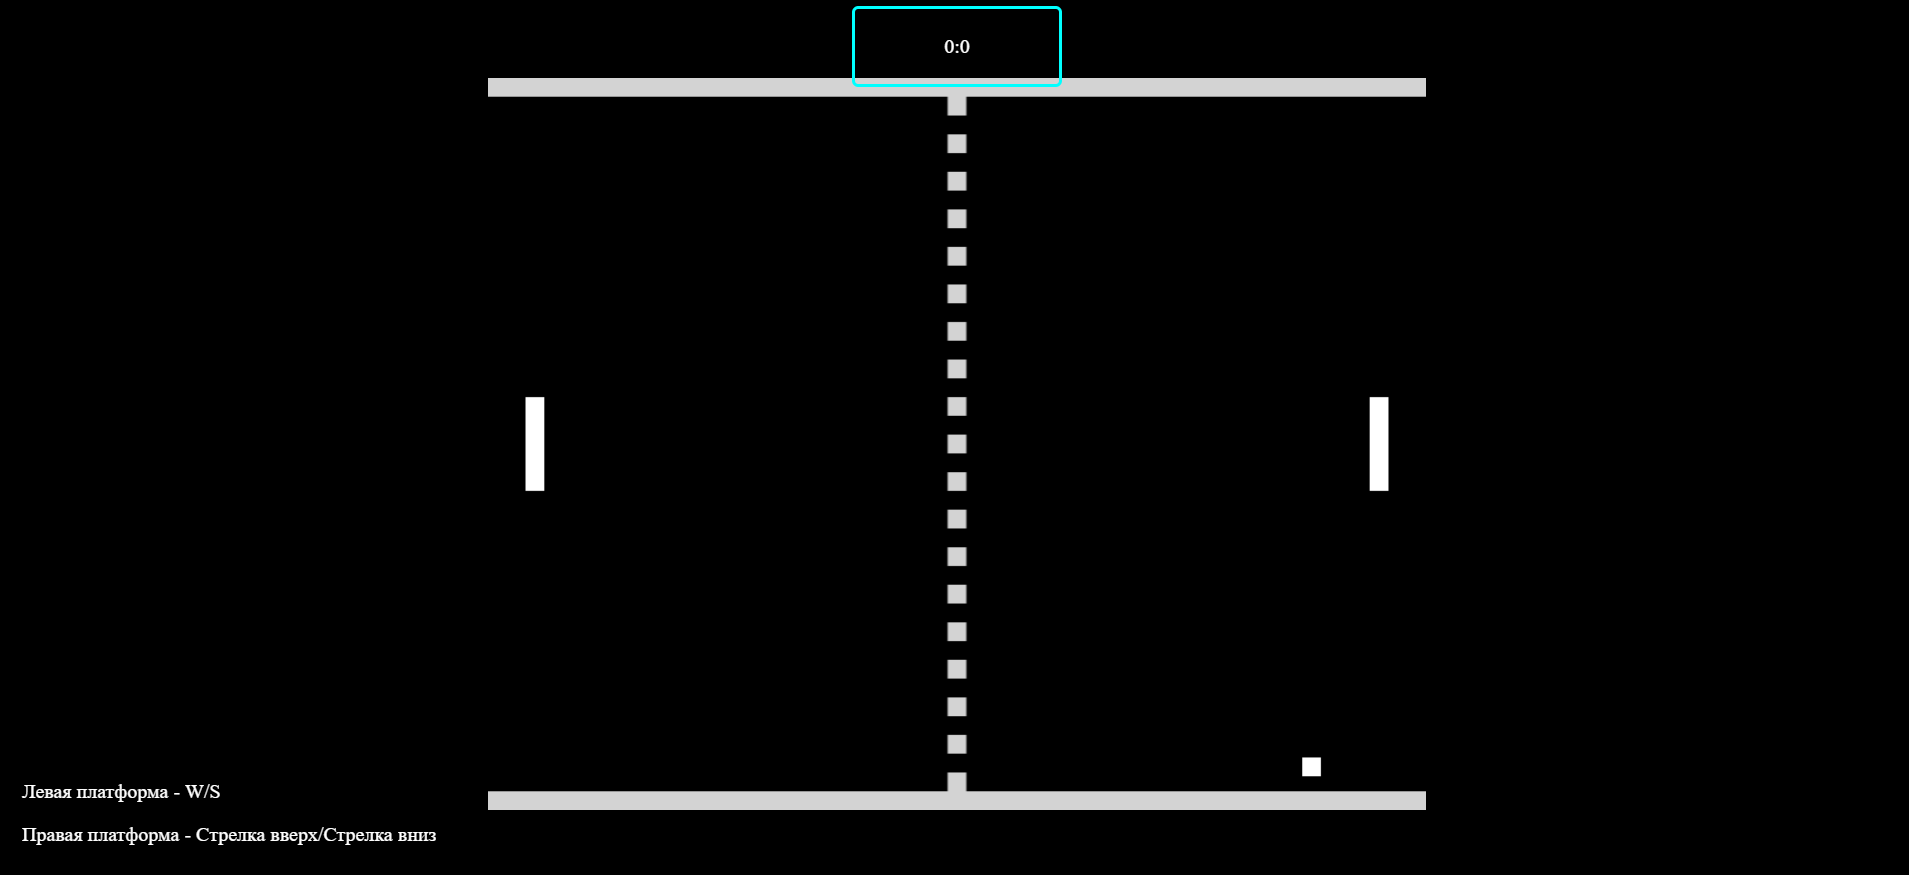 0:0
Левая платформа - W/S
Правая платформа - Стрелка вверх/Стрелка вниз